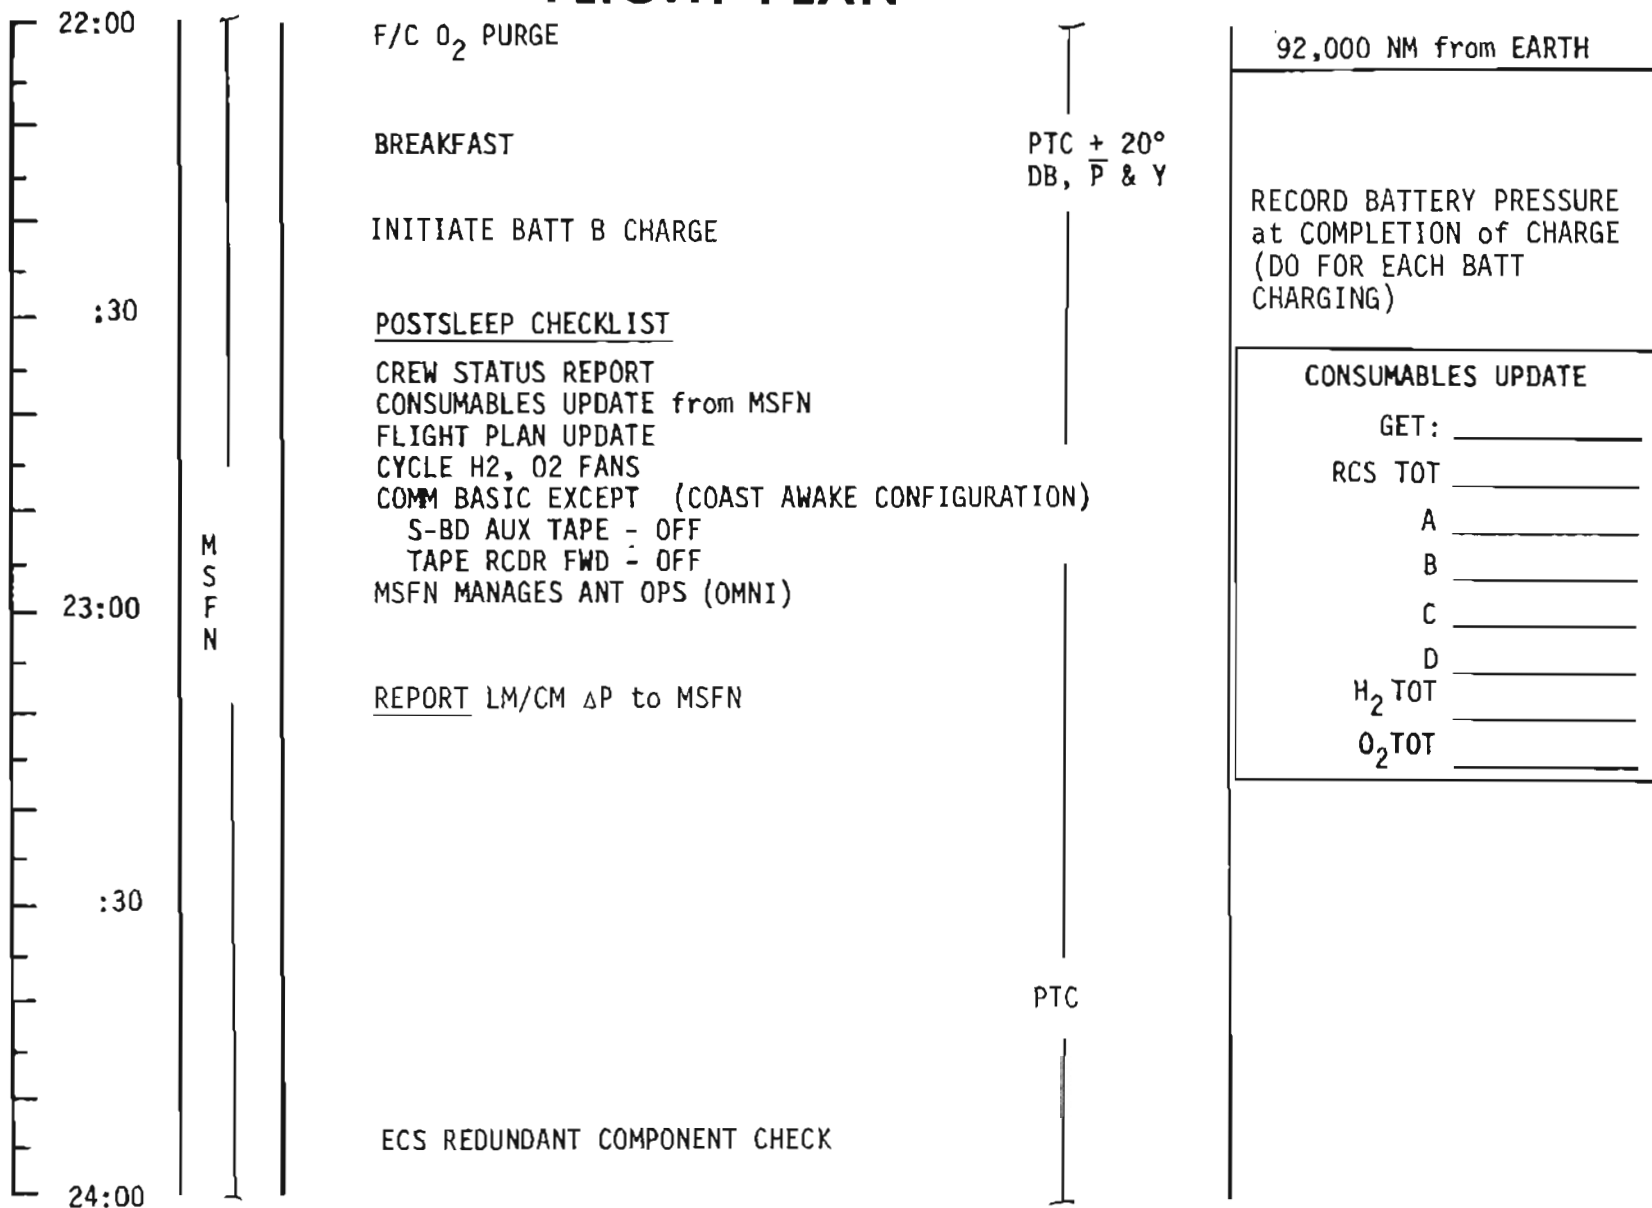 FLIGHT PLAN
22:00
F/C O2 PURGE
92,000 NM from EARTH
BREAKFAST
PTC ± 20°
DB, P & Y
RECORD BATTERY PRESSURE
at COMPLETION of CHARGE
(DO FOR EACH BATT
CHARGING)
INITIATE BATT B CHARGE
:30
POSTSLEEP CHECKLIST
CREW STATUS REPORT
CONSUMABLES UPDATE from MSFN
FLIGHT PLAN UPDATE
CYCLE H2, O2 FANS
COMM BASIC EXCEPT (COAST AWAKE CONFIGURATION)
S-BD AUX TAPE - OFF
TAPE RCDR FWD - OFF
MSFN MANAGES ANT OPS (OMNI)
CONSUMABLES UPDATE
GET:
RCS TOT
A
B
C
D
H2 TOT
O2 TOT
M
S
F
N
23:00
REPORT LM/CM ΔP to MSFN
:30
PTC
ECS REDUNDANT COMPONENT CHECK
24:00